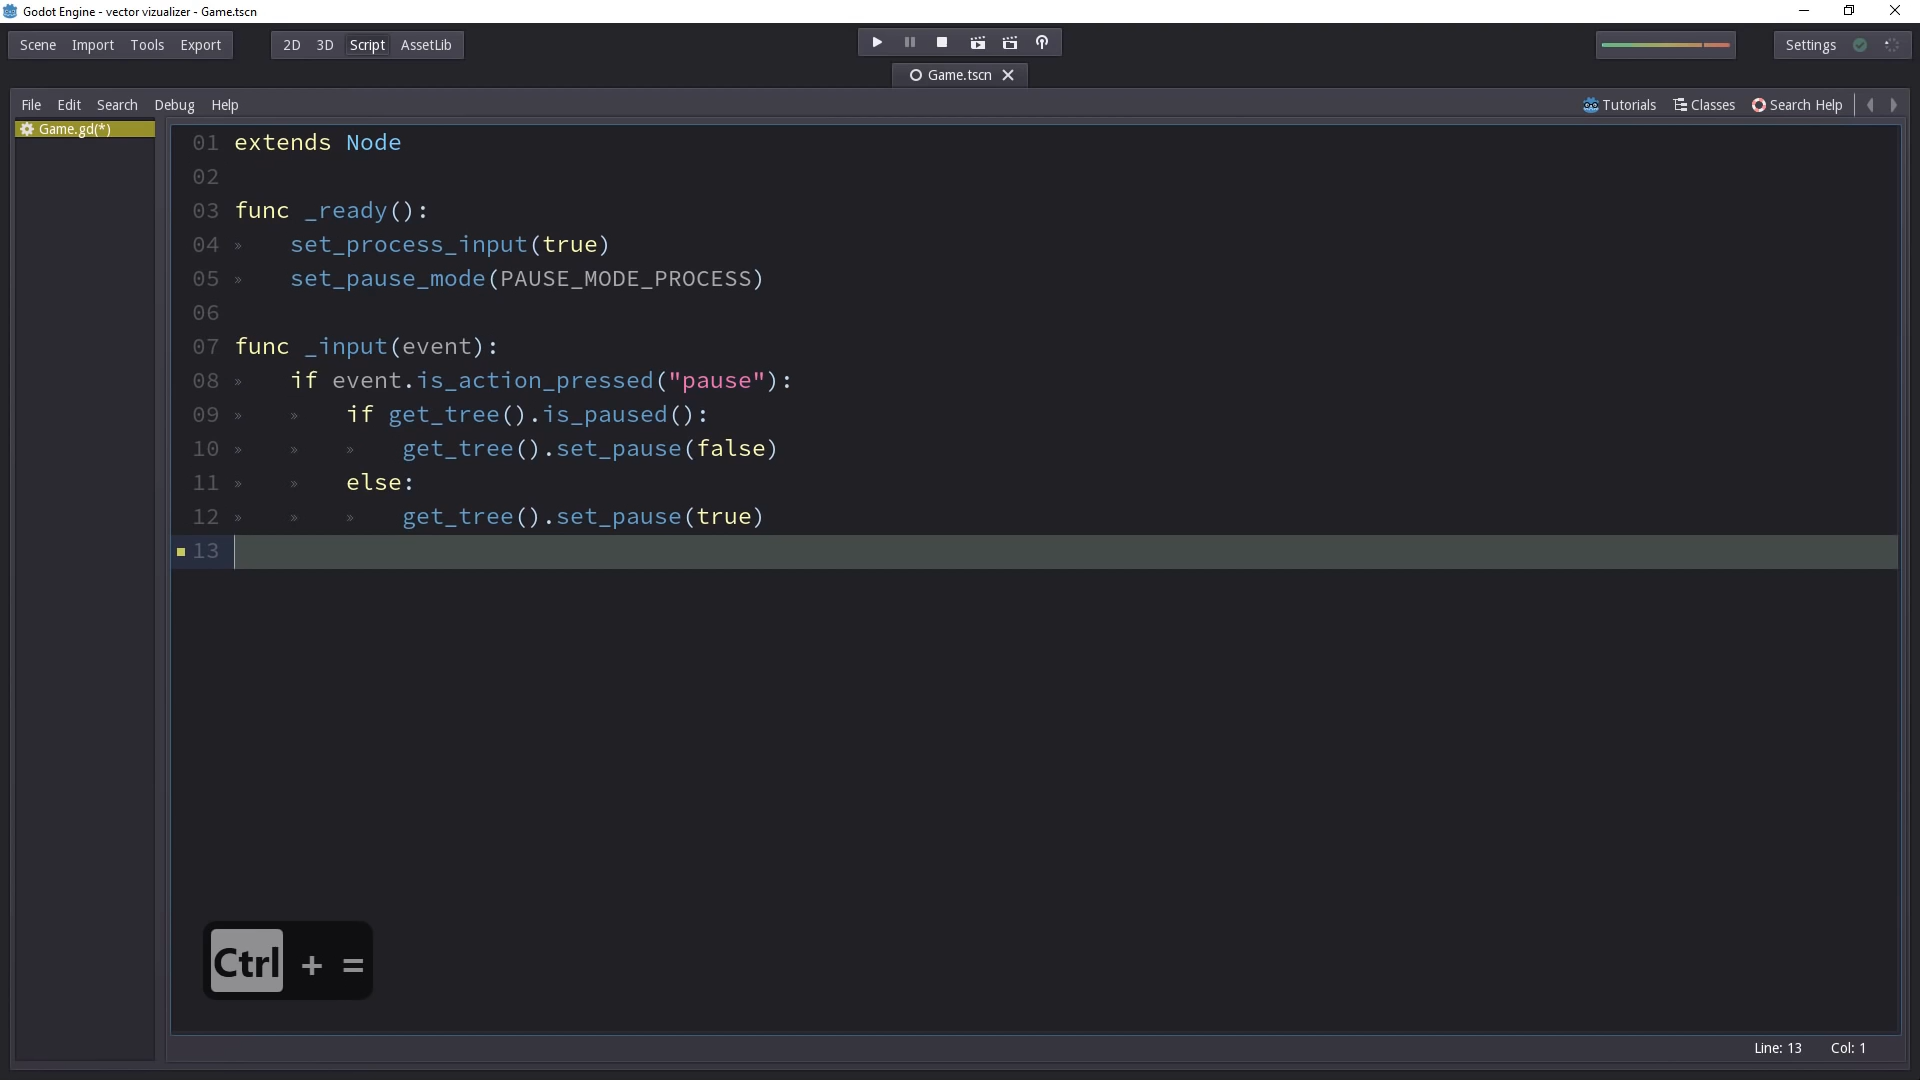 Godot Engine - vector vizualizer - Game.tscn
Scene Import Tools Export 2D 3D Script AssetLib Settings
Game.tscn
File Edit Search Debug Help Tutorials Classes Search Help
Game.gd(*)
01 extends Node
02
03 func _ready():
04 » set_process_input(true)
05 » set_pause_mode(PAUSE_MODE_PROCESS)
06
07 func _input(event):
08 » if event.is_action_pressed("pause"):
09 » » if get_tree().is_paused():
10 » » » get_tree().set_pause(false)
11 » » else:
12 » » » get_tree().set_pause(true)
13
Ctrl + =
Line: 13 Col: 1